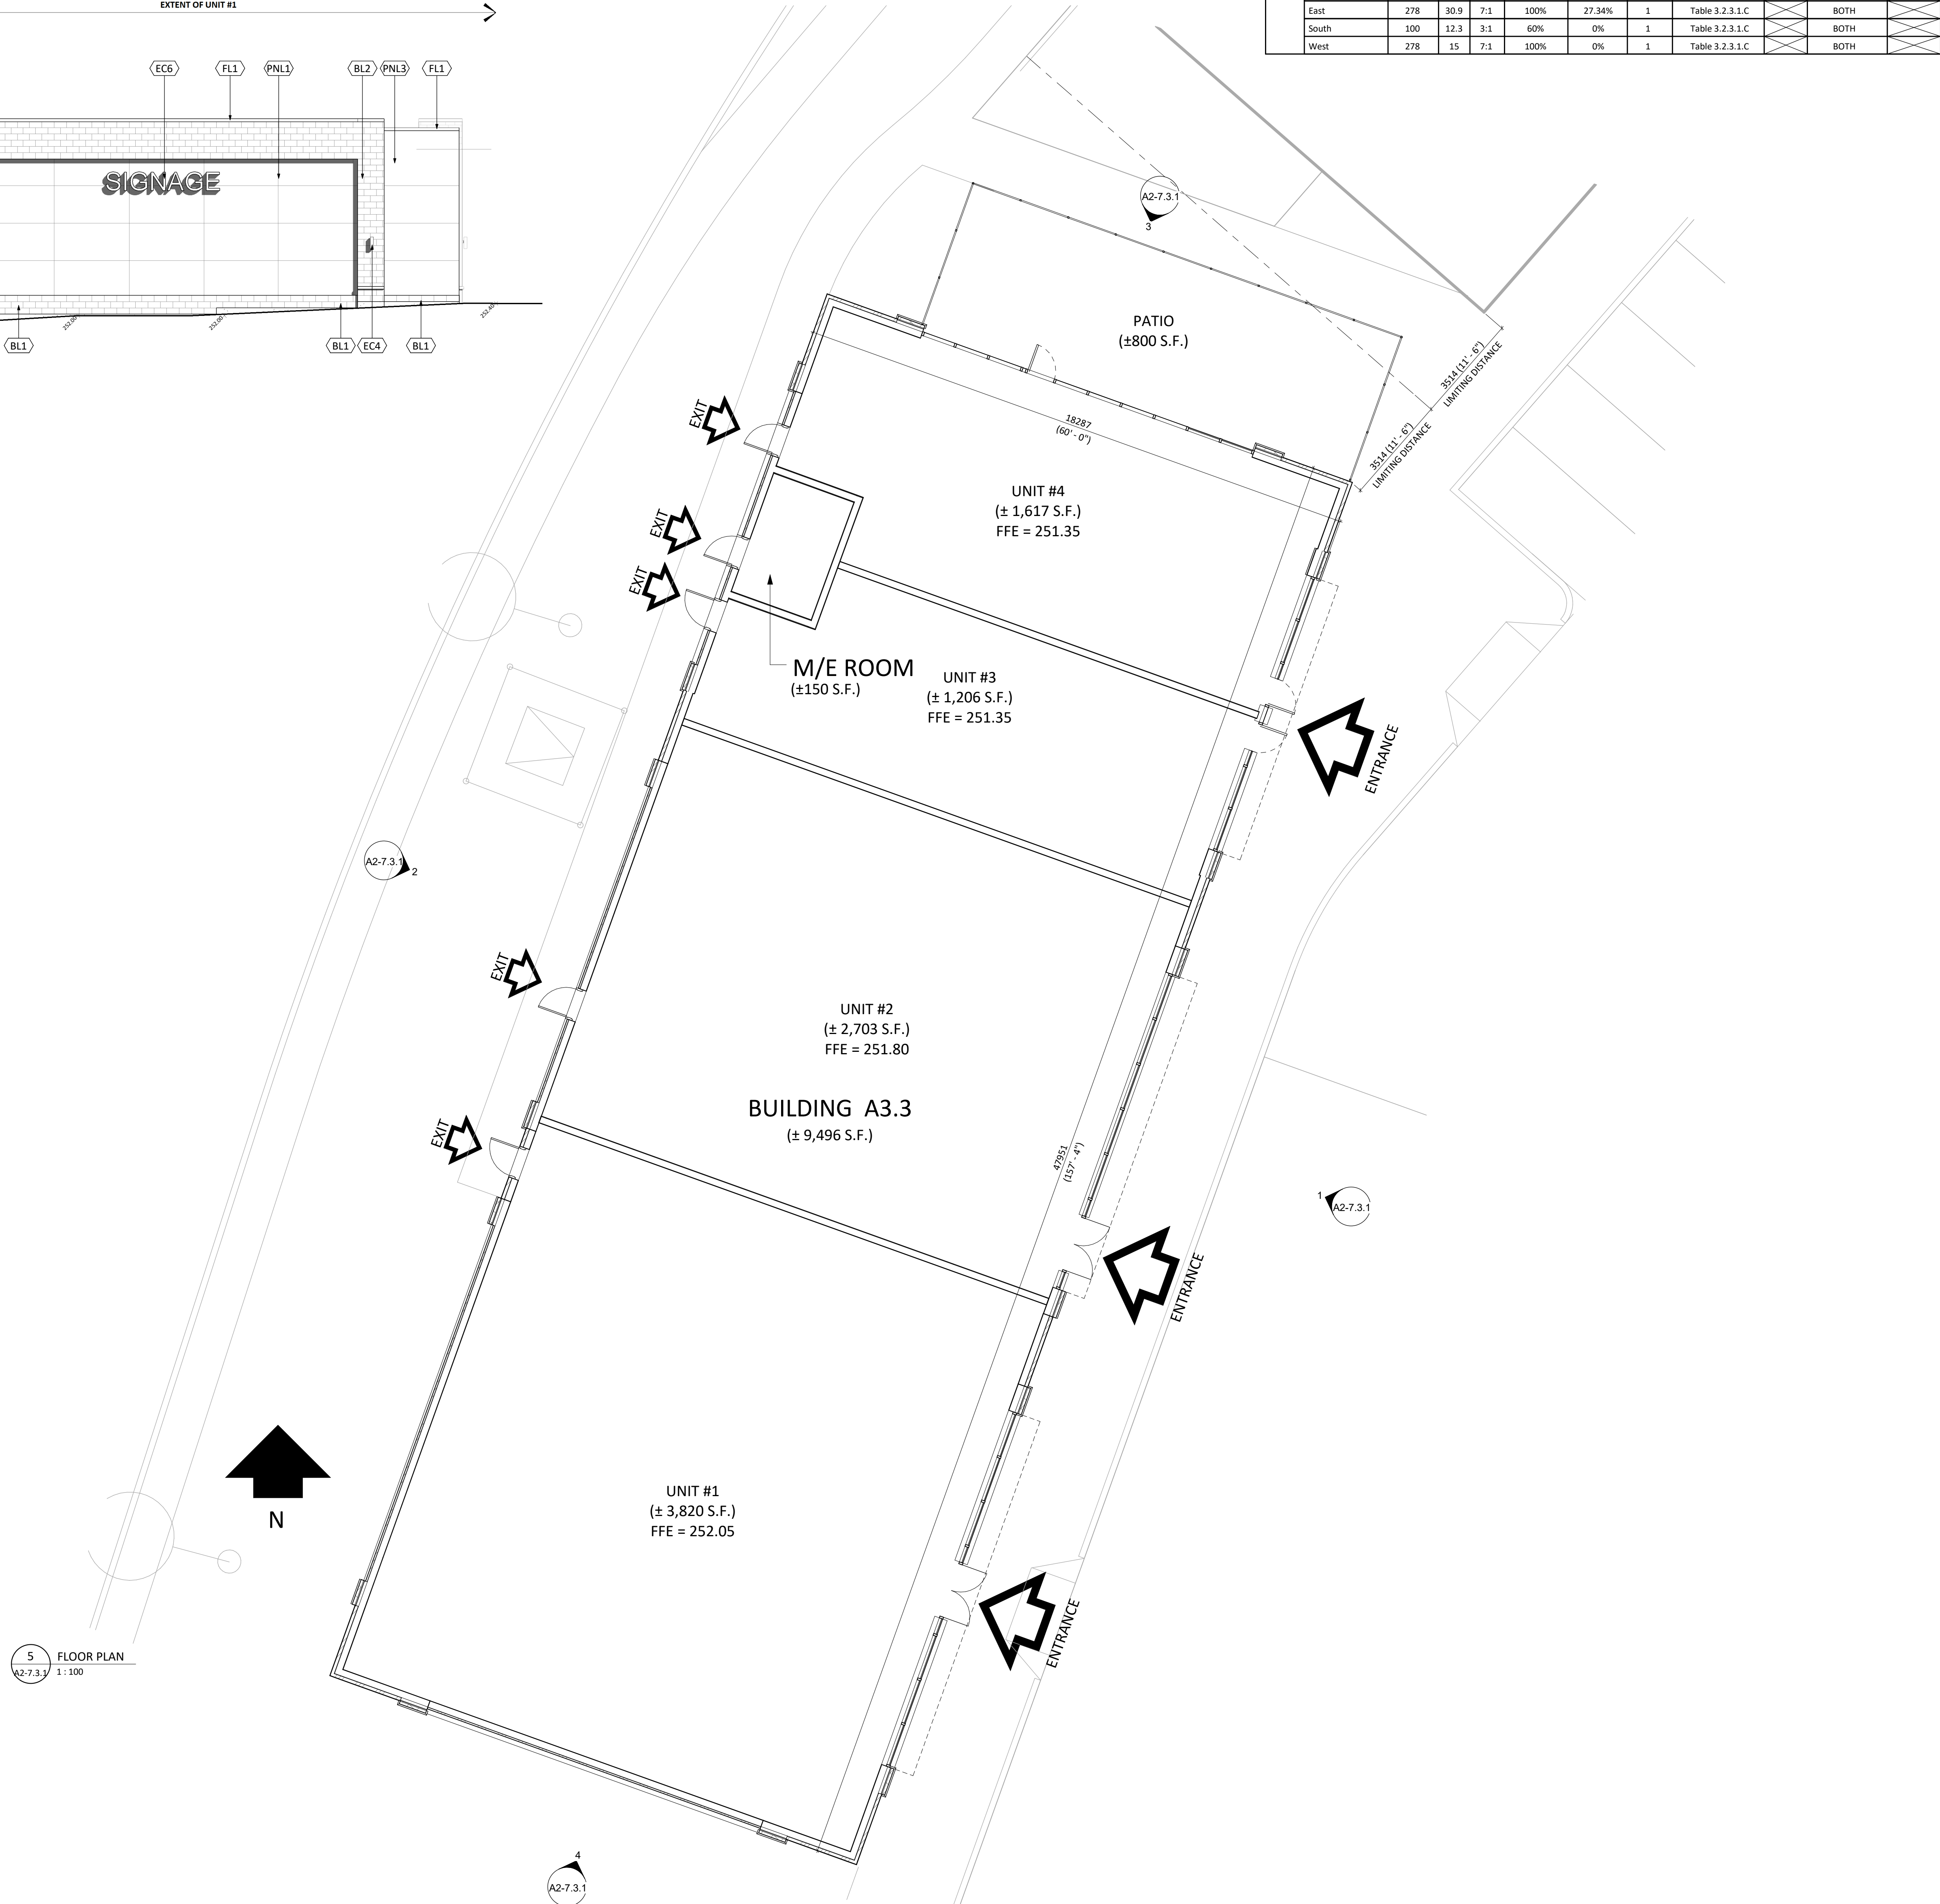 EXTENT OF UNIT #1
East 278 30.9 7:1 100% 27.34% 1 Table 3.2.3.1.C BOTH
South 100 12.3 3:1 60% 0% 1 Table 3.2.3.1.C BOTH
West 278 15 7:1 100% 0% 1 Table 3.2.3.1.C BOTH
EC6 FL1 PNL1 BL2 PNL3 FL1
SIGNAGE
252.00 252.00 252.40
BL1 BL1 EC4 BL1
A2-7.3.1
3
PATIO
(±800 S.F.)
3514 (11' - 6")
LIMITING DISTANCE
3514 (11' - 6")
LIMITING DISTANCE
EXIT
18287
(60' - 0")
UNIT #4
(± 1,617 S.F.)
FFE = 251.35
EXIT
EXIT
M/E ROOM
(±150 S.F.)
UNIT #3
(± 1,206 S.F.)
FFE = 251.35
ENTRANCE
A2-7.3.1
2
EXIT
UNIT #2
(± 2,703 S.F.)
FFE = 251.80
BUILDING A3.3
(± 9,496 S.F.)
EXIT
47951
(157' - 4")
1
A2-7.3.1
ENTRANCE
N
UNIT #1
(± 3,820 S.F.)
FFE = 252.05
ENTRANCE
5 FLOOR PLAN
A2-7.3.1 1 : 100
4
A2-7.3.1